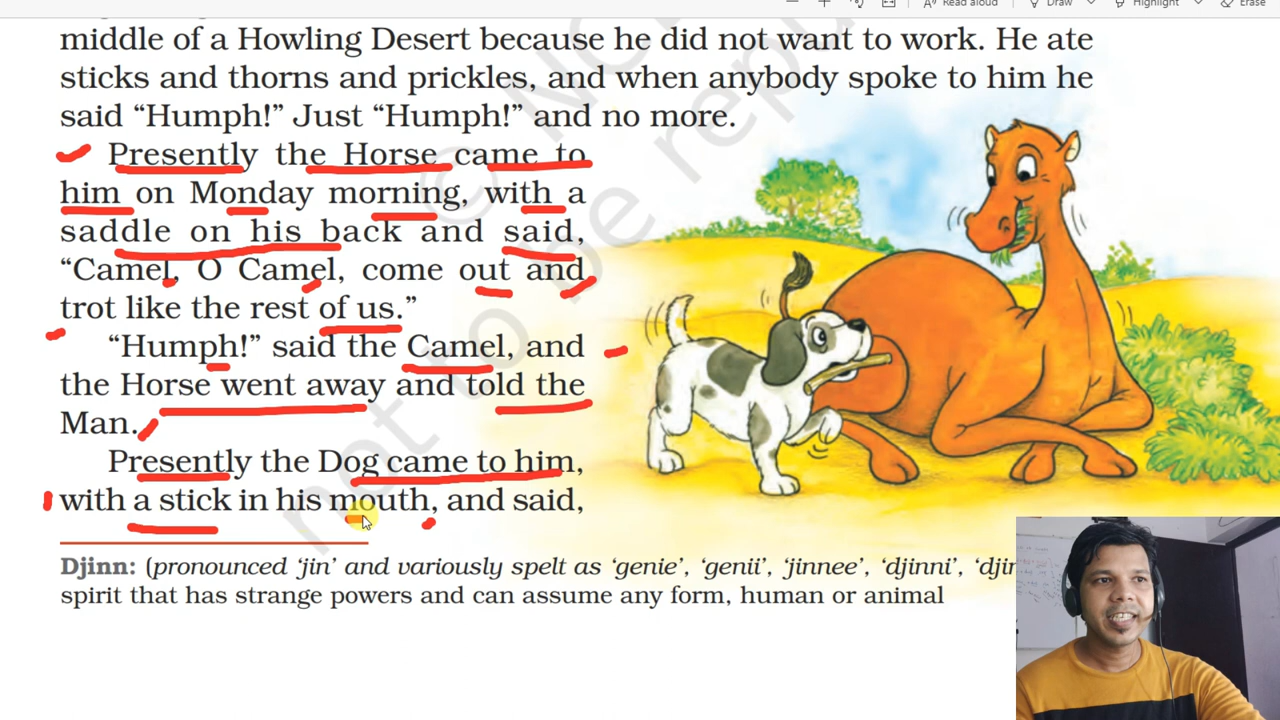 Read aloud
Draw
Highlight
Erase
middle of a Howling Desert because he did not want to work. He ate
sticks and thorns and prickles, and when anybody spoke to him he
said “Humph!” Just “Humph!” and no more.
Presently the Horse came to
him on Monday morning, with a
saddle on his back and said,
“Camel, O Camel, come out and
trot like the rest of us.”
“Humph!” said the Camel, and
the Horse went away and told the
Man.
Presently the Dog came to him,
with a stick in his mouth, and said,
Djinn: (pronounced ‘jin’ and variously spelt as ‘genie’, ‘genii’, ‘jinnee’, ‘djinni’,
spirit that has strange powers and can assume any form, human or animal
not to be